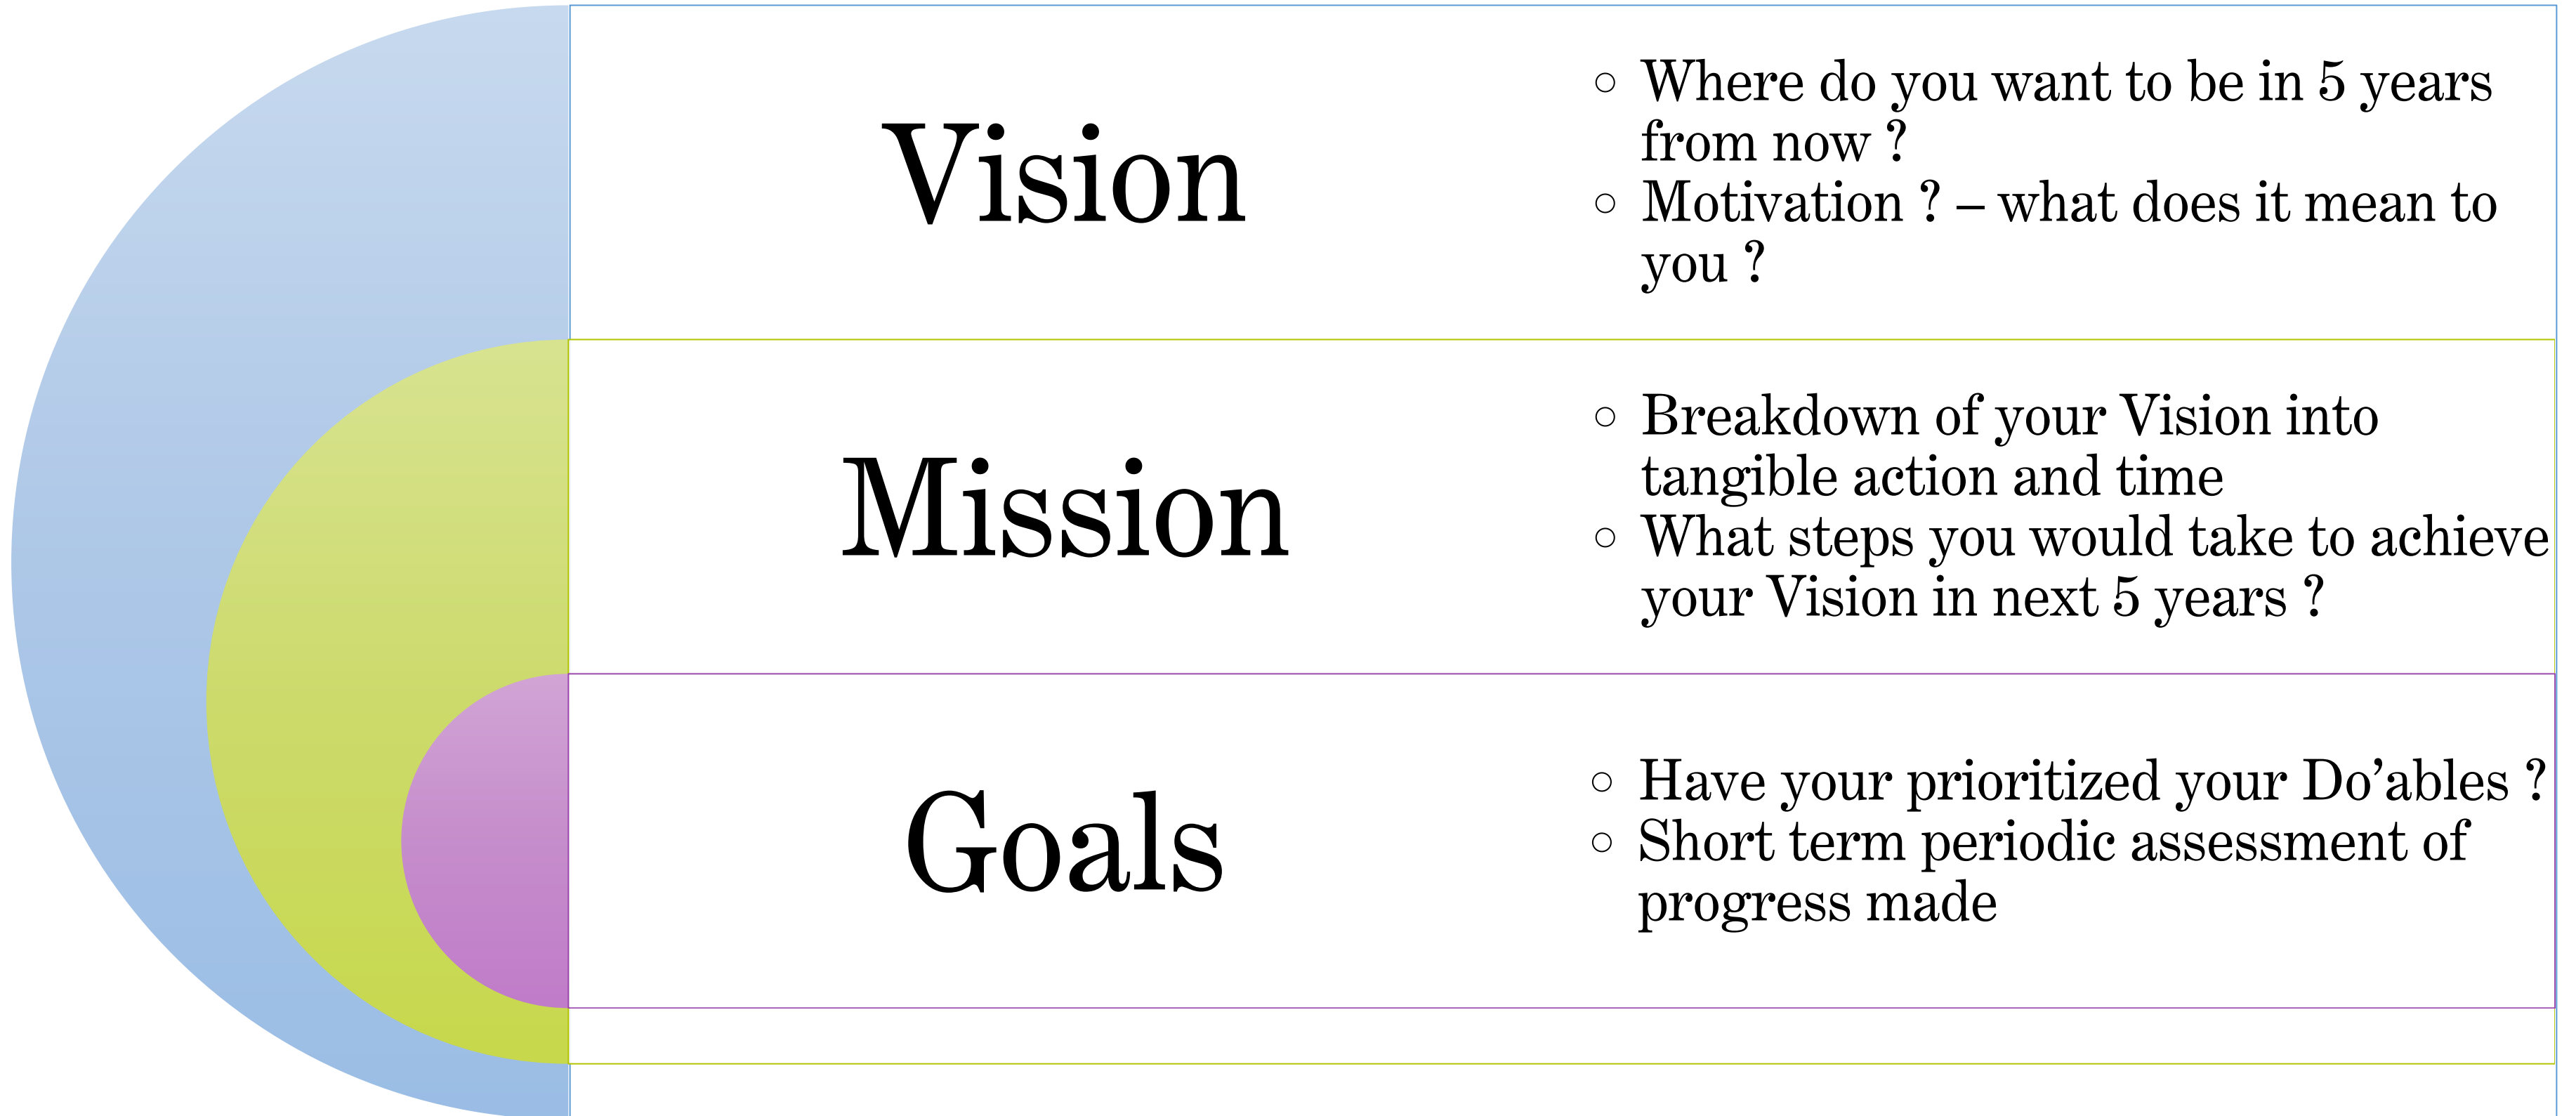 Vision
○ Where do you want to be in 5 years
from now ?
○ Motivation ? – what does it mean to
you ?
Mission
○ Breakdown of your Vision into
tangible action and time
○ What steps you would take to achieve
your Vision in next 5 years ?
Goals
○ Have your prioritized your Do’ables ?
○ Short term periodic assessment of
progress made